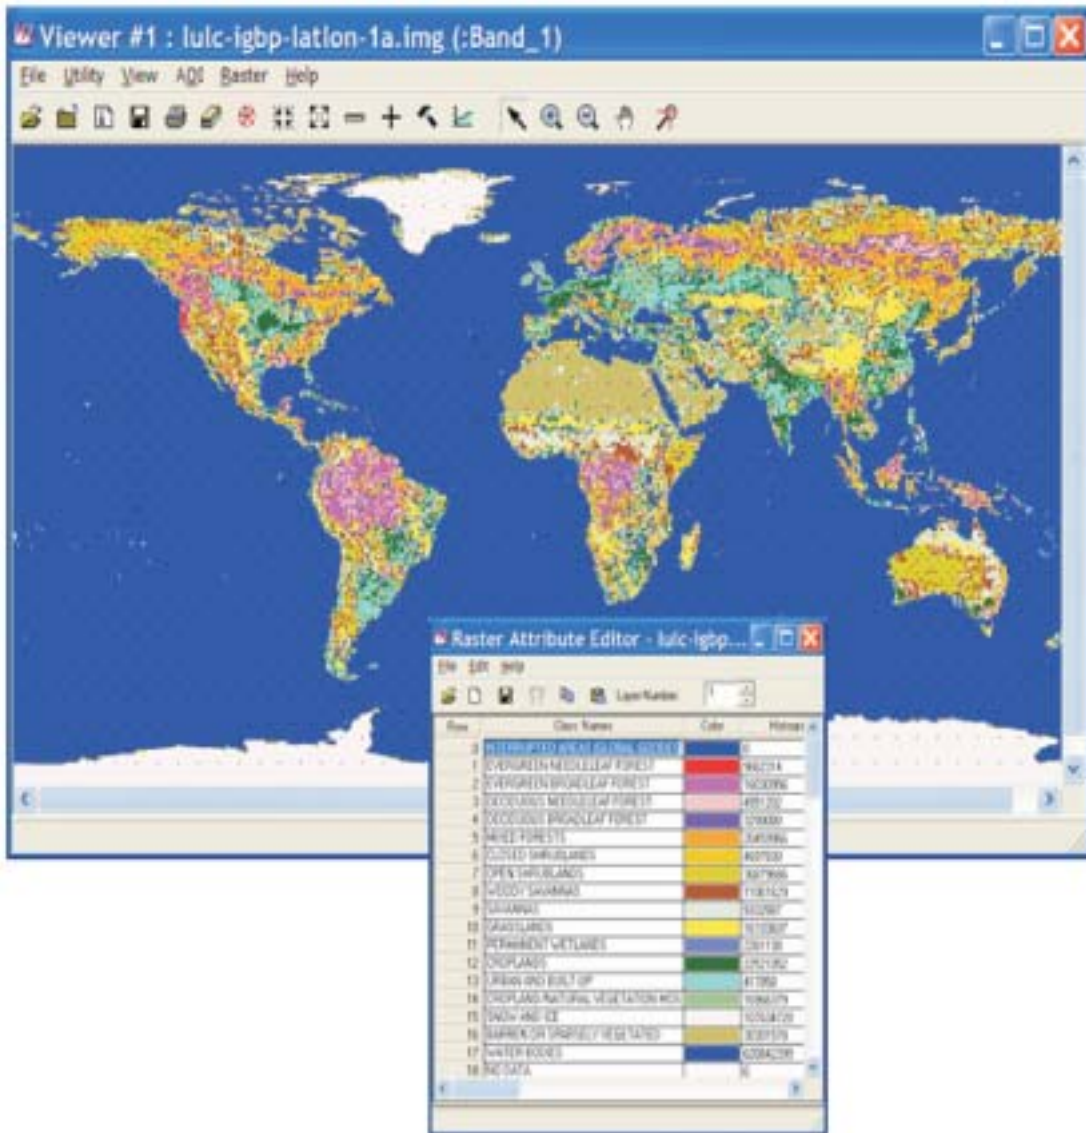 Viewer #1 : lulc-igbp-latlon-1a.img (:Band_1)
File Utility View AOI Raster Help
Raster Attribute Editor - lulc-igbp...
File Edit Help
Layer Number: 1
Row Class Names Color
0 INTERRUPTED AREAS
1 EVERGREEN NEEDLELEAF FOREST
2 EVERGREEN BROADLEAF FOREST
3 DECIDUOUS NEEDLELEAF FOREST
4 DECIDUOUS BROADLEAF FOREST
5 MIXED FORESTS
6 CLOSED SHRUBLANDS
7 OPEN SHRUBLANDS
8 WOODY SAVANNAS
9 SAVANNAS
10 GRASSLANDS
11 PERMANENT WETLANDS
12 CROPLANDS
13 URBAN AND BUILT-UP
14 CROPLAND/NATURAL VEGETATION
15 SNOW AND ICE
16 BARREN OR SPARSELY VEGETATED
17 WATER BODIES
18 NO DATA